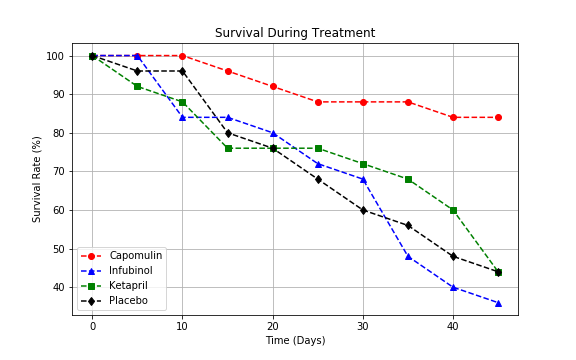 Survival During Treatment
100
90
80
70
60
50
40
Survival Rate (%)
Capomulin
Infubinol
Ketapril
Placebo
0
10
20
30
40
Time (Days)